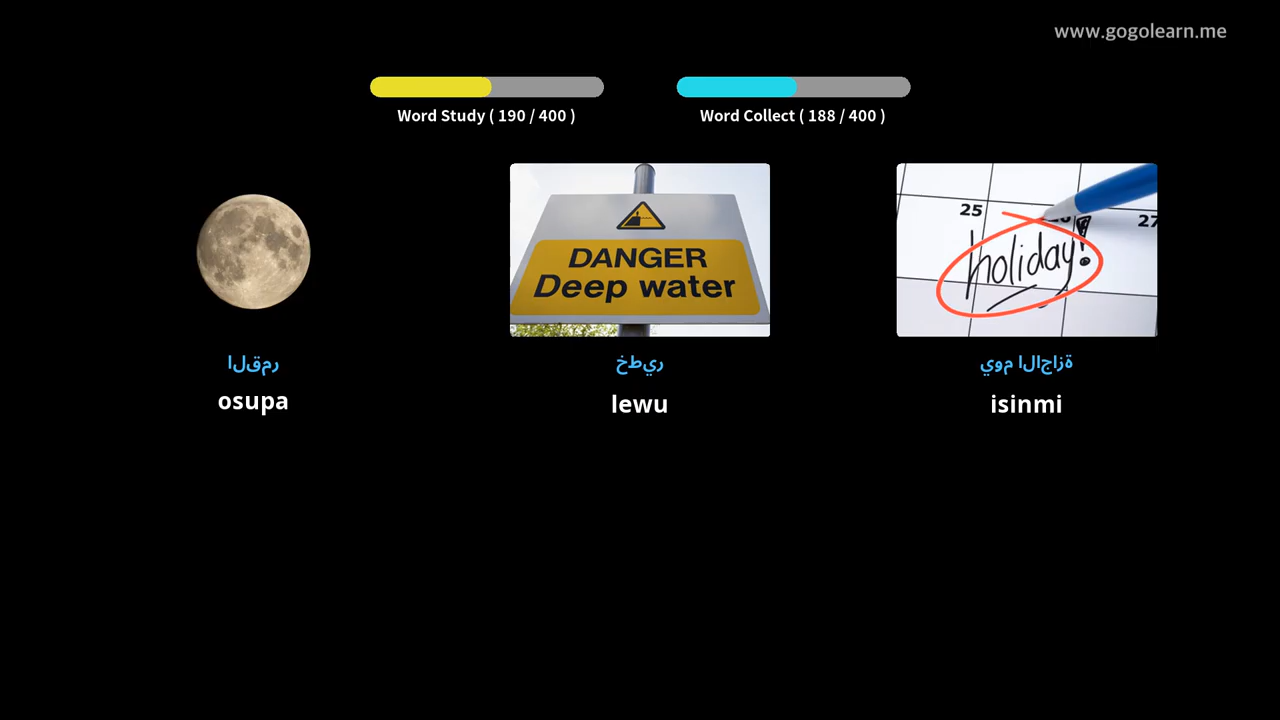 www.gogolearn.me
Word Study ( 190 / 400 )
Word Collect ( 188 / 400 )
DANGER
Deep water
25
27
holiday!
القمر
خطير
يوم الاجازة
osupa
lewu
isinmi